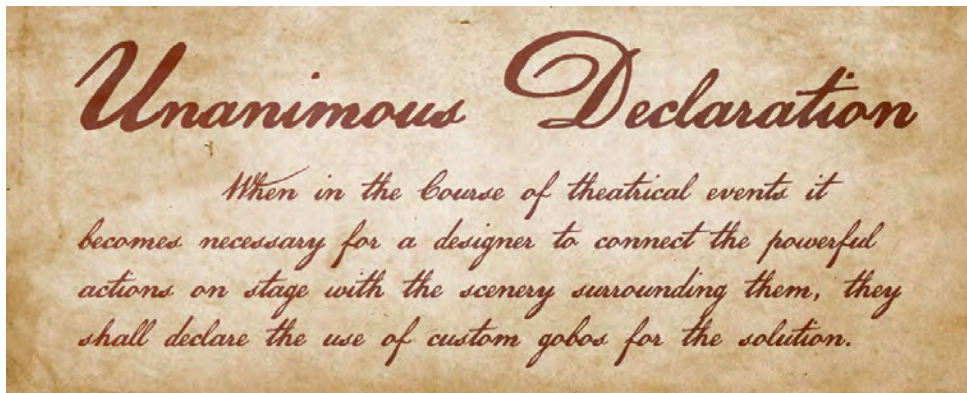 Unanimous Declaration
When in the Course of theatrical events it
becomes necessary for a designer to connect the powerful
actions on stage with the scenery surrounding them, they
shall declare the use of custom gobos for the solution.